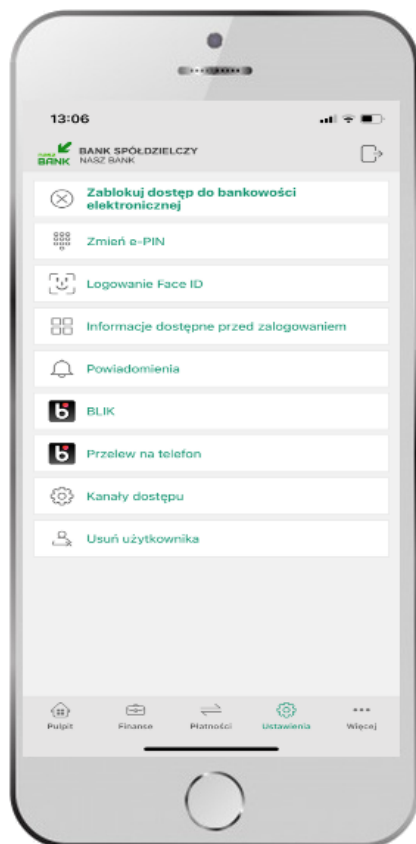 13:06
BANK SPÓŁDZIELCZY
BANK NASZ BANK
Zablokuj dostęp do bankowości
elektronicznej
Zmień e-PIN
Logowanie Face ID
Informacje dostępne przed zalogowaniem
Powiadomienia
BLIK
Przelew na telefon
Kanały dostępu
Usuń użytkownika
Pulpit Finanse Płatności Ustawienia Więcej